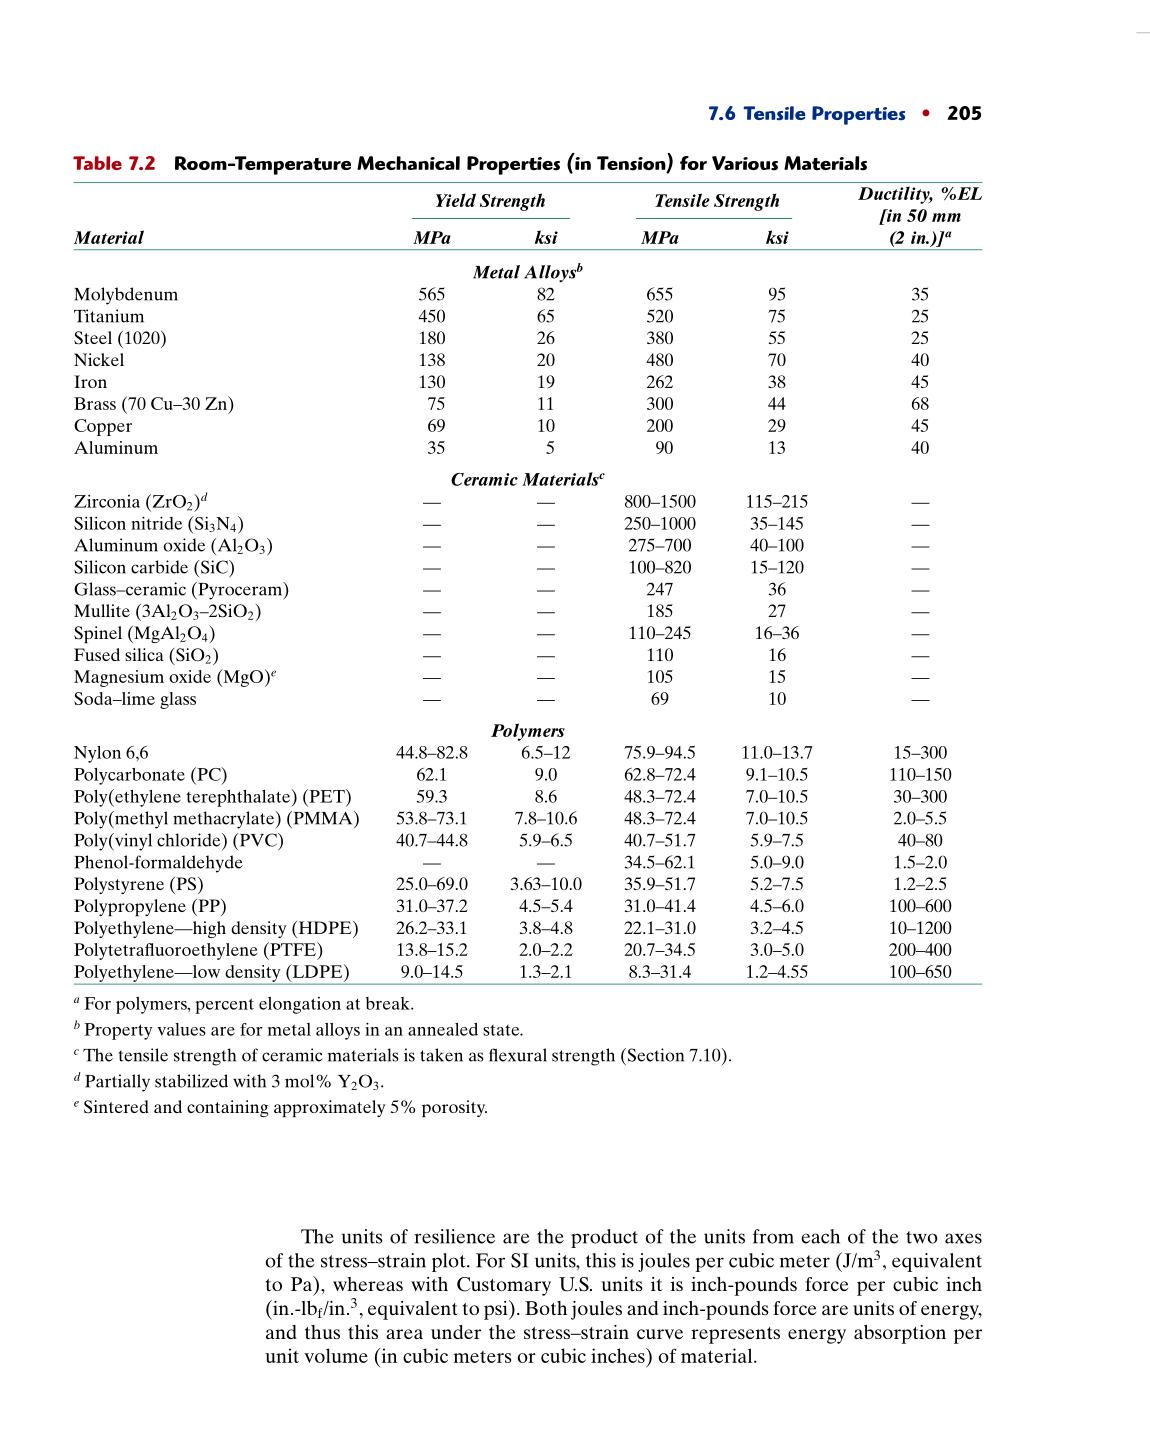 7.6 Tensile Properties • 205
Table 7.2 Room-Temperature Mechanical Properties (in Tension) for Various Materials
Yield Strength Tensile Strength Ductility, %EL
[in 50 mm
Material MPa ksi MPa ksi (2 in.)]ᵃ
Metal Alloysᵇ
Molybdenum 565 82 655 95 35
Titanium 450 65 520 75 25
Steel (1020) 180 26 380 55 25
Nickel 138 20 480 70 40
Iron 130 19 262 38 45
Brass (70 Cu–30 Zn) 75 11 300 44 68
Copper 69 10 200 29 45
Aluminum 35 5 90 13 40
Ceramic Materialsᶜ
Zirconia (ZrO₂)ᵈ — — 800–1500 115–215 —
Silicon nitride (Si₃N₄) — — 250–1000 35–145 —
Aluminum oxide (Al₂O₃) — — 275–700 40–100 —
Silicon carbide (SiC) — — 100–820 15–120 —
Glass–ceramic (Pyroceram) — — 247 36 —
Mullite (3Al₂O₃–2SiO₂) — — 185 27 —
Spinel (MgAl₂O₄) — — 110–245 16–36 —
Fused silica (SiO₂) — — 110 16 —
Magnesium oxide (MgO)ᵉ — — 105 15 —
Soda–lime glass — — 69 10 —
Polymers
Nylon 6,6 44.8–82.8 6.5–12 75.9–94.5 11.0–13.7 15–300
Polycarbonate (PC) 62.1 9.0 62.8–72.4 9.1–10.5 110–150
Poly(ethylene terephthalate) (PET) 59.3 8.6 48.3–72.4 7.0–10.5 30–300
Poly(methyl methacrylate) (PMMA) 53.8–73.1 7.8–10.6 48.3–72.4 7.0–10.5 2.0–5.5
Poly(vinyl chloride) (PVC) 40.7–44.8 5.9–6.5 40.7–51.7 5.9–7.5 40–80
Phenol-formaldehyde — — 34.5–62.1 5.0–9.0 1.5–2.0
Polystyrene (PS) 25.0–69.0 3.63–10.0 35.9–51.7 5.2–7.5 1.2–2.5
Polypropylene (PP) 31.0–37.2 4.5–5.4 31.0–41.4 4.5–6.0 100–600
Polyethylene—high density (HDPE) 26.2–33.1 3.8–4.8 22.1–31.0 3.2–4.5 10–1200
Polytetrafluoroethylene (PTFE) 13.8–15.2 2.0–2.2 20.7–34.5 3.0–5.0 200–400
Polyethylene—low density (LDPE) 9.0–14.5 1.3–2.1 8.3–31.4 1.2–4.55 100–650
ᵃ For polymers, percent elongation at break.
ᵇ Property values are for metal alloys in an annealed state.
ᶜ The tensile strength of ceramic materials is taken as flexural strength (Section 7.10).
ᵈ Partially stabilized with 3 mol% Y₂O₃.
ᵉ Sintered and containing approximately 5% porosity.
The units of resilience are the product of the units from each of the two axes
of the stress–strain plot. For SI units, this is joules per cubic meter (J/m³, equivalent
to Pa), whereas with Customary U.S. units it is inch-pounds force per cubic inch
(in.-lb_f/in.³, equivalent to psi). Both joules and inch-pounds force are units of energy,
and thus this area under the stress–strain curve represents energy absorption per
unit volume (in cubic meters or cubic inches) of material.